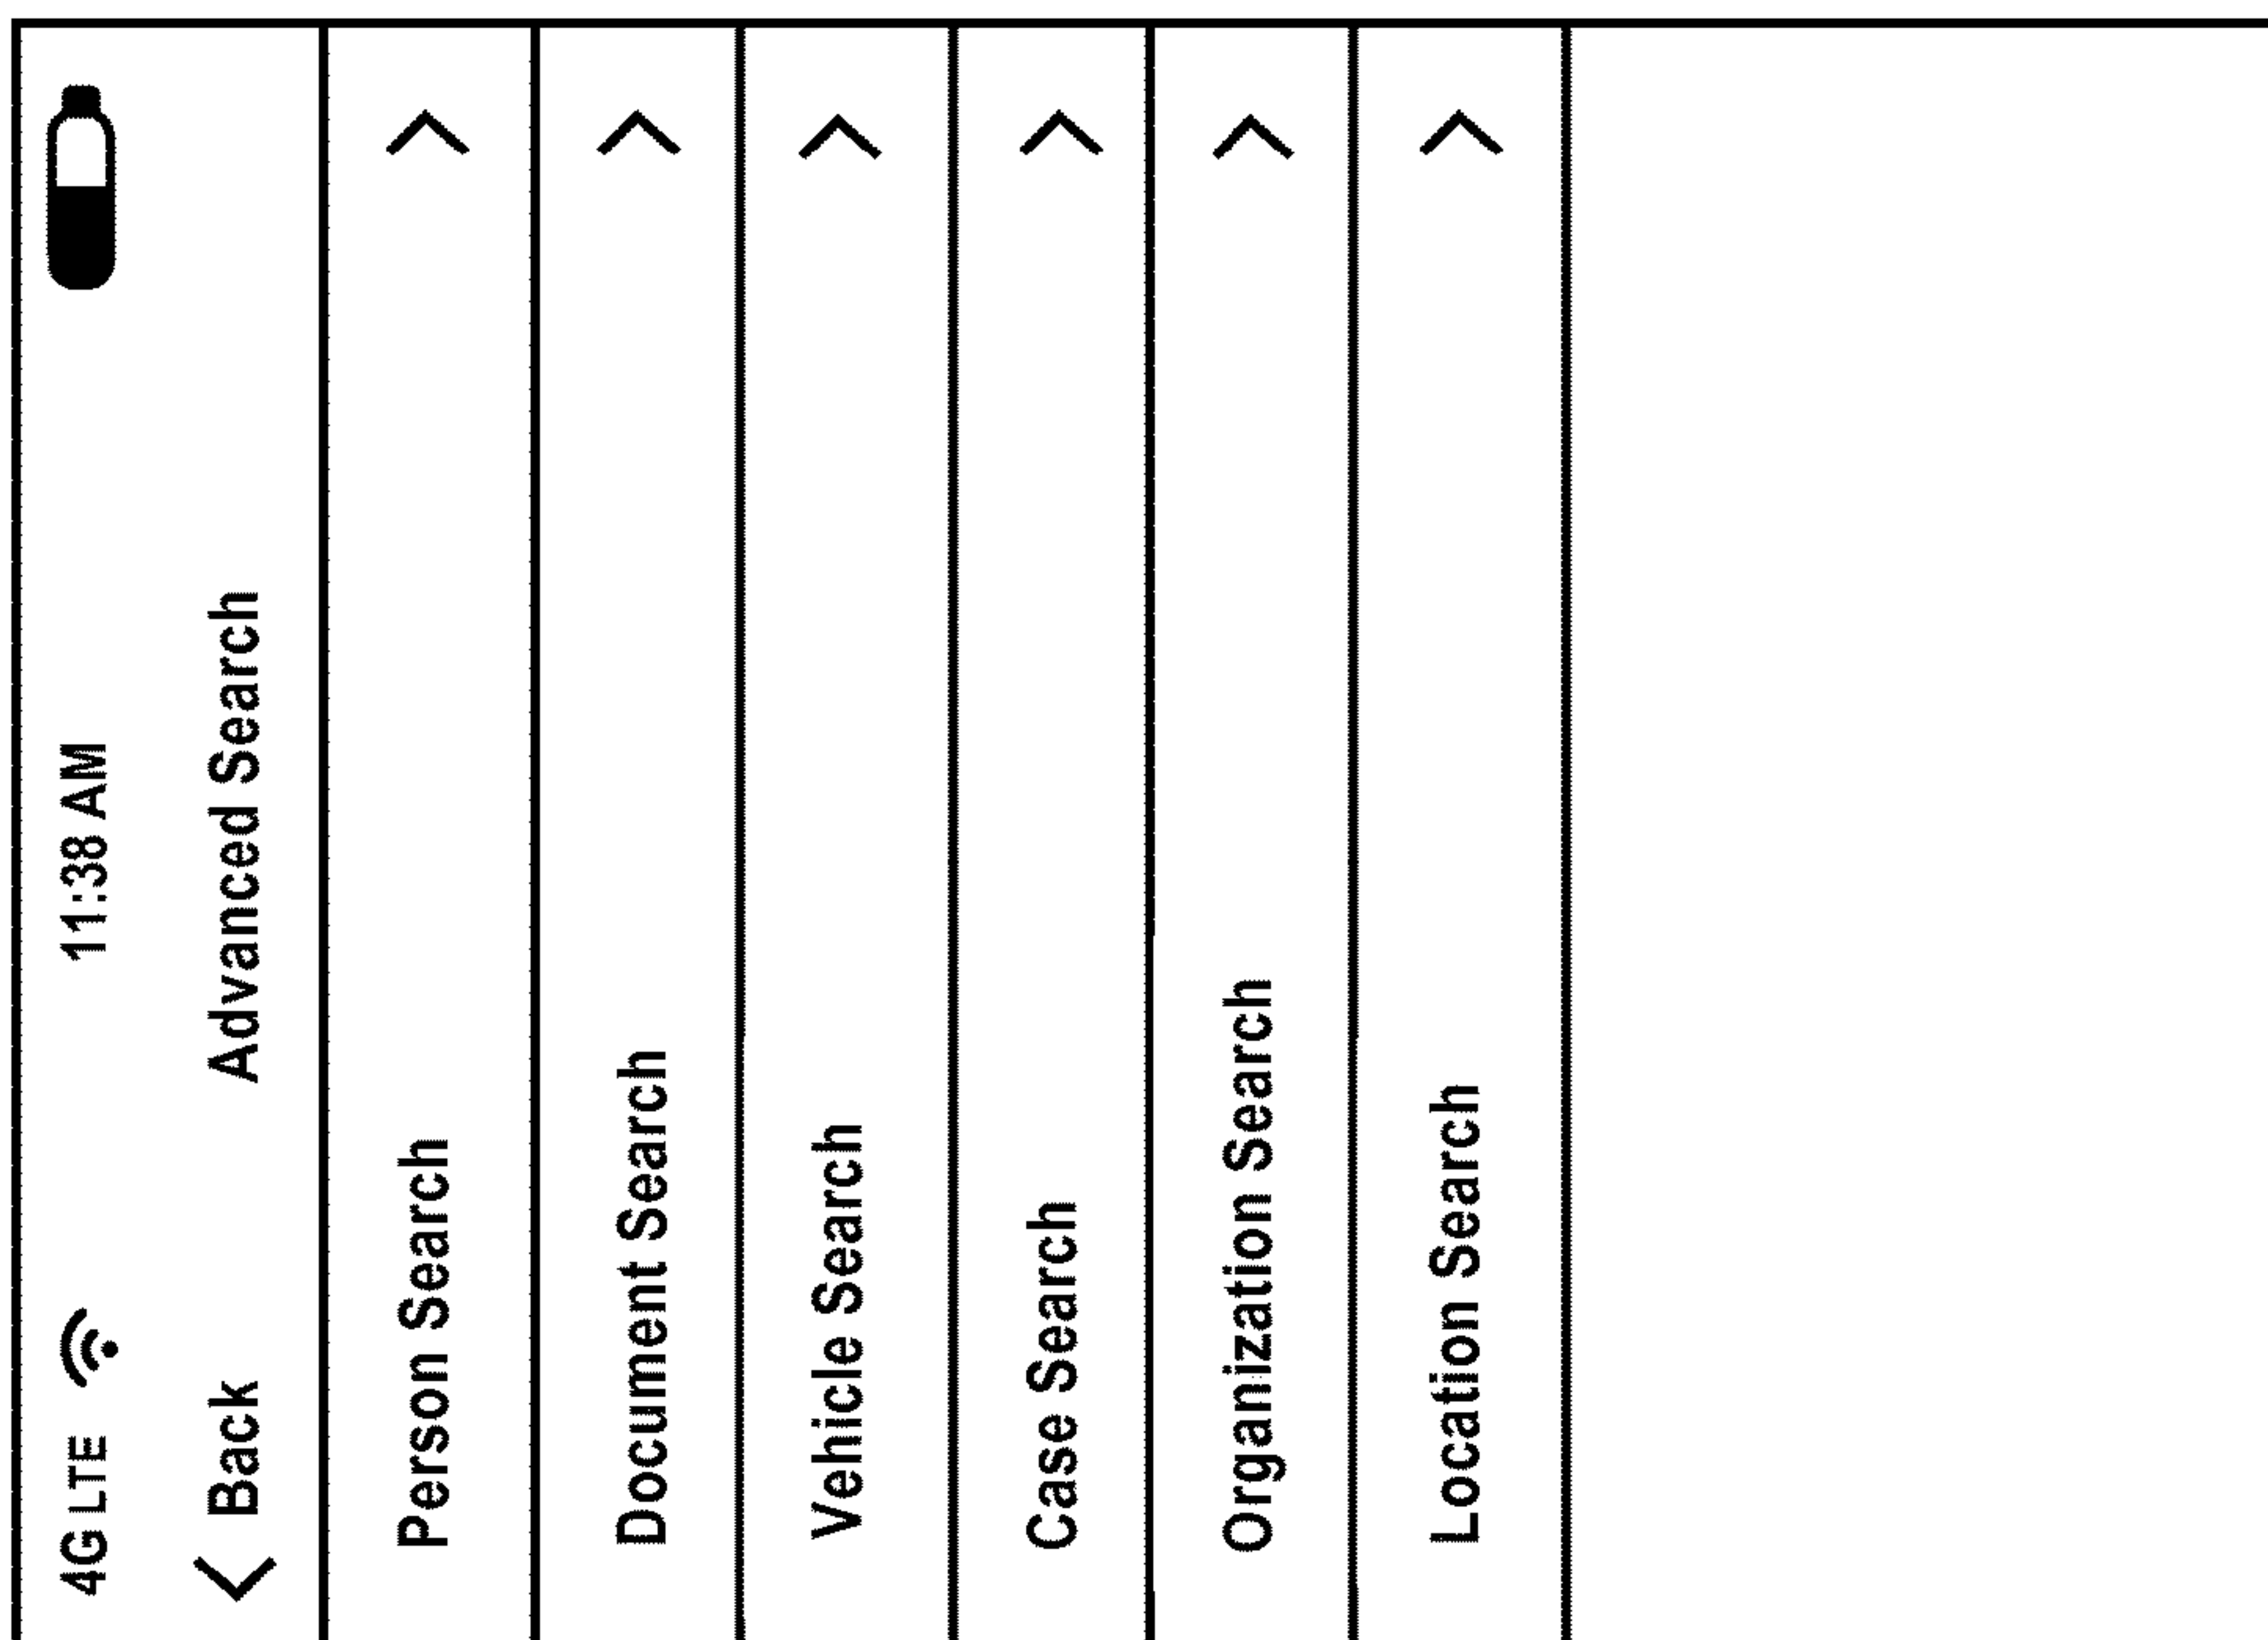 4G LTE 11:38 AM
Back Advanced Search
Person Search
Document Search
Vehicle Search
Case Search
Organization Search
Location Search